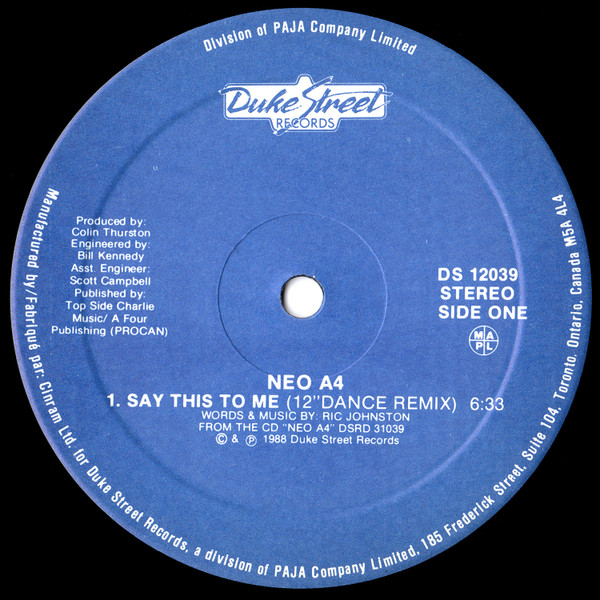 Division of PAJA Company Limited
Duke Street
RECORDS
Produced by:
Colin Thurston
Engineered by:
Bill Kennedy
Asst. Engineer:
Scott Campbell
Published by:
Top Side Charlie
Music/ A Four
Publishing (PROCAN)
DS 12039
STEREO
SIDE ONE
M A
P L
NEO A4
1. SAY THIS TO ME (12"DANCE REMIX) 6:33
WORDS & MUSIC BY: RIC JOHNSTON
FROM THE CD "NEO A4" DSRD 31039
© & ℗ 1988 Duke Street Records
Manufactured by/Fabriqué par: Cinram Ltd. for Duke Street Records, a division of PAJA Company Limited, 185 Frederick Street, Suite 104, Toronto, Ontario, Canada M5A 4L4